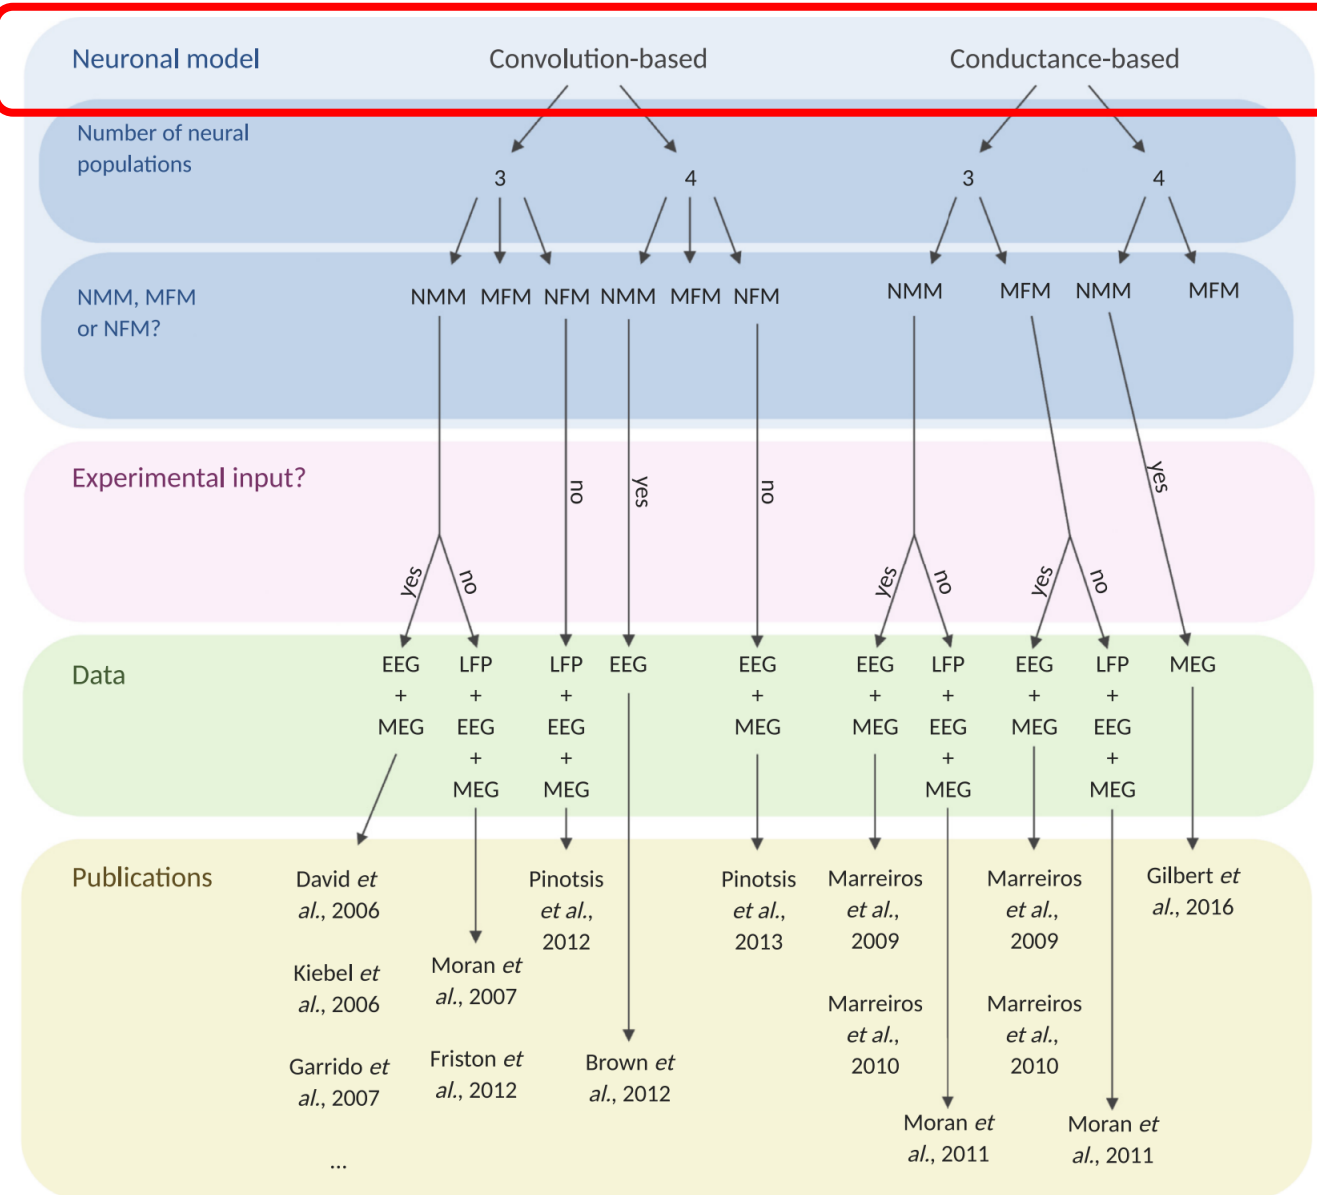 Neuronal model
Convolution-based
Conductance-based
Number of neural
populations
3
4
3
4
NMM, MFM
or NFM?
NMM
MFM
NFM
NMM
MFM
NFM
NMM
MFM
NMM
MFM
Experimental input?
yes
no
no
yes
no
yes
no
yes
no
yes
Data
EEG
+
MEG
LFP
+
EEG
+
MEG
LFP
+
EEG
+
MEG
EEG
EEG
+
MEG
EEG
+
MEG
LFP
+
EEG
+
MEG
EEG
+
MEG
LFP
+
EEG
+
MEG
MEG
Publications
David et
al., 2006
Kiebel et
al., 2006
Garrido et
al., 2007
...
Moran et
al., 2007
Friston et
al., 2012
Pinotsis
et al.,
2012
Brown et
al., 2012
Pinotsis
et al.,
2013
Marreiros
et al.,
2009
Marreiros
et al.,
2010
Moran et
al., 2011
Marreiros
et al.,
2009
Marreiros
et al.,
2010
Moran et
al., 2011
Gilbert et
al., 2016